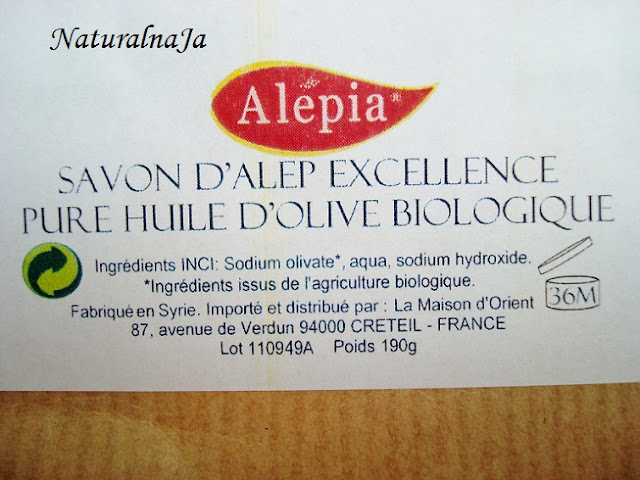 NaturalnaJa
Alepia®
SAVON D'ALEP EXCELLENCE
PURE HUILE D'OLIVE BIOLOGIQUE
Ingrédients INCI: Sodium olivate*, aqua, sodium hydroxide.
*Ingrédients issus de l'agriculture biologique.
36M
Fabriqué en Syrie. Importé et distribué par : La Maison d'Orient
87, avenue de Verdun 94000 CRETEIL - FRANCE
Lot 110949A Poids 190g